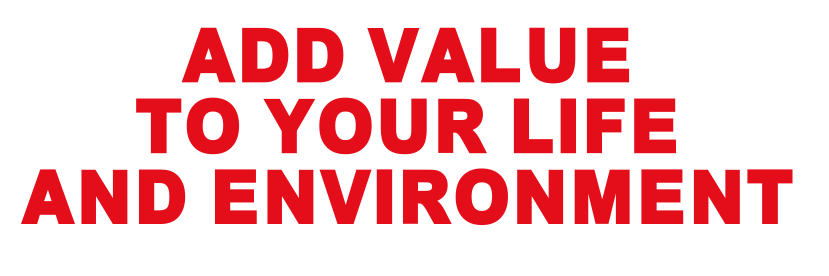 ADD VALUE
TO YOUR LIFE
AND ENVIRONMENT